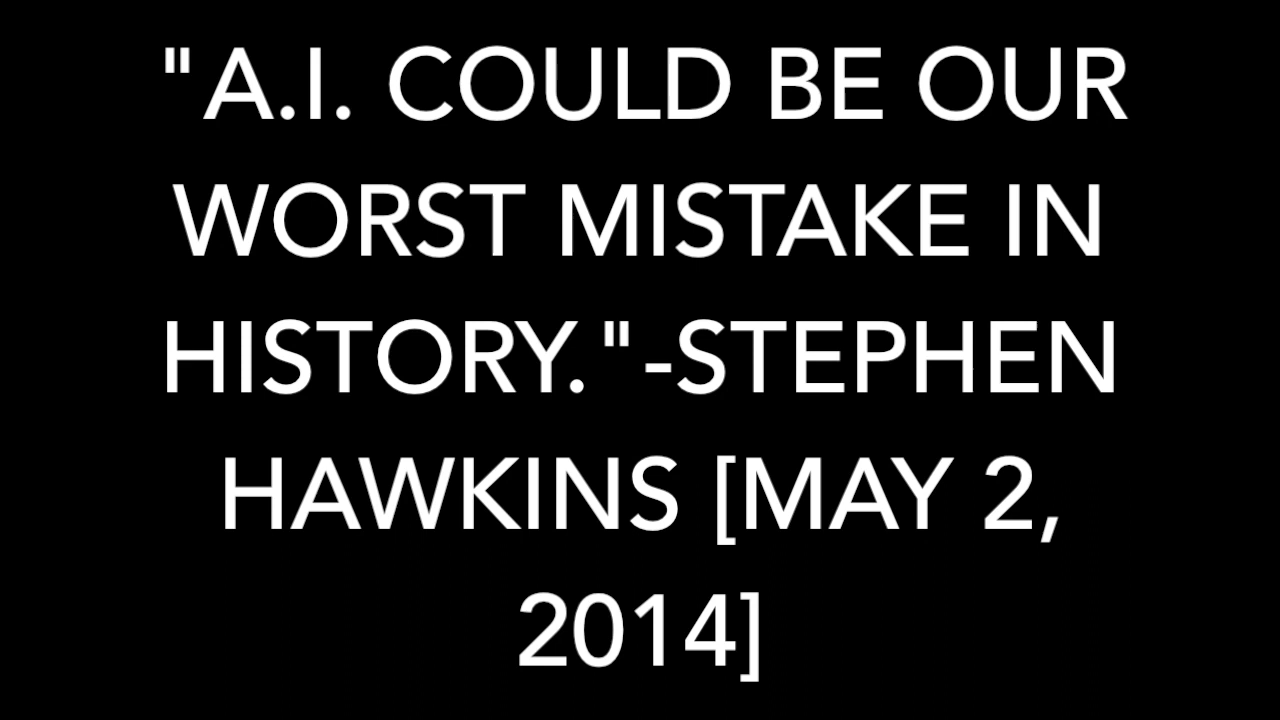 "A.I. COULD BE OUR
WORST MISTAKE IN
HISTORY."-STEPHEN
HAWKINS [MAY 2,
2014]